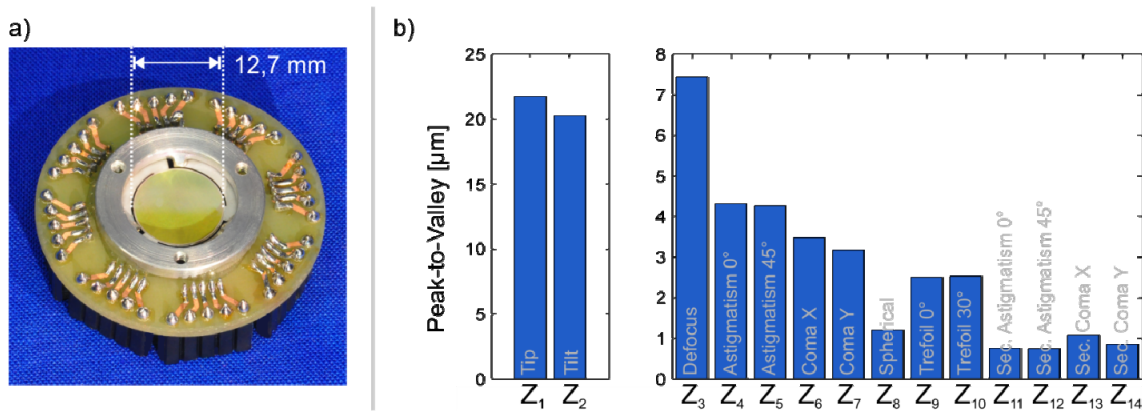 a)
12,7 mm
b)
Peak-to-Valley [µm]
25
20
15
10
5
0
Tip
Tilt
Z1
Z2
8
7
6
5
4
3
2
1
0
Defocus
Astigmatism 0°
Astigmatism 45°
Coma X
Coma Y
Spherical
Trefoil 0°
Trefoil 30°
Sec. Astigmatism 0°
Sec. Astigmatism 45°
Sec. Coma X
Sec. Coma Y
Z3
Z4
Z5
Z6
Z7
Z8
Z9
Z10
Z11
Z12
Z13
Z14